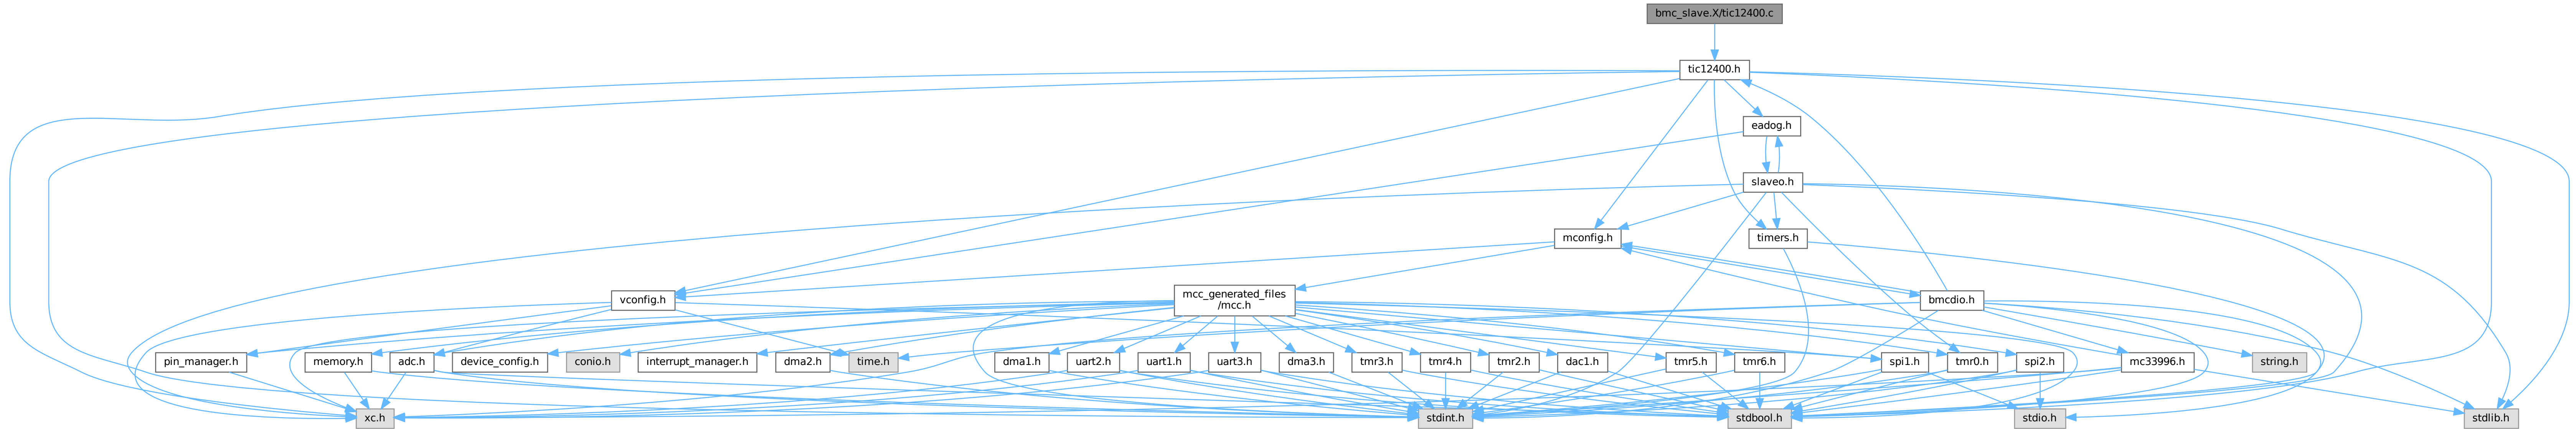 bmc_slave.X/tic12400.c
tic12400.h
eadog.h
slaveo.h
mconfig.h
timers.h
vconfig.h
mcc_generated_files
/mcc.h
bmcdio.h
pin_manager.h
memory.h
adc.h
device_config.h
conio.h
interrupt_manager.h
dma2.h
time.h
dma1.h
uart2.h
uart1.h
uart3.h
dma3.h
tmr3.h
tmr4.h
tmr2.h
dac1.h
tmr5.h
tmr6.h
spi1.h
tmr0.h
spi2.h
mc33996.h
string.h
xc.h
stdint.h
stdbool.h
stdio.h
stdlib.h